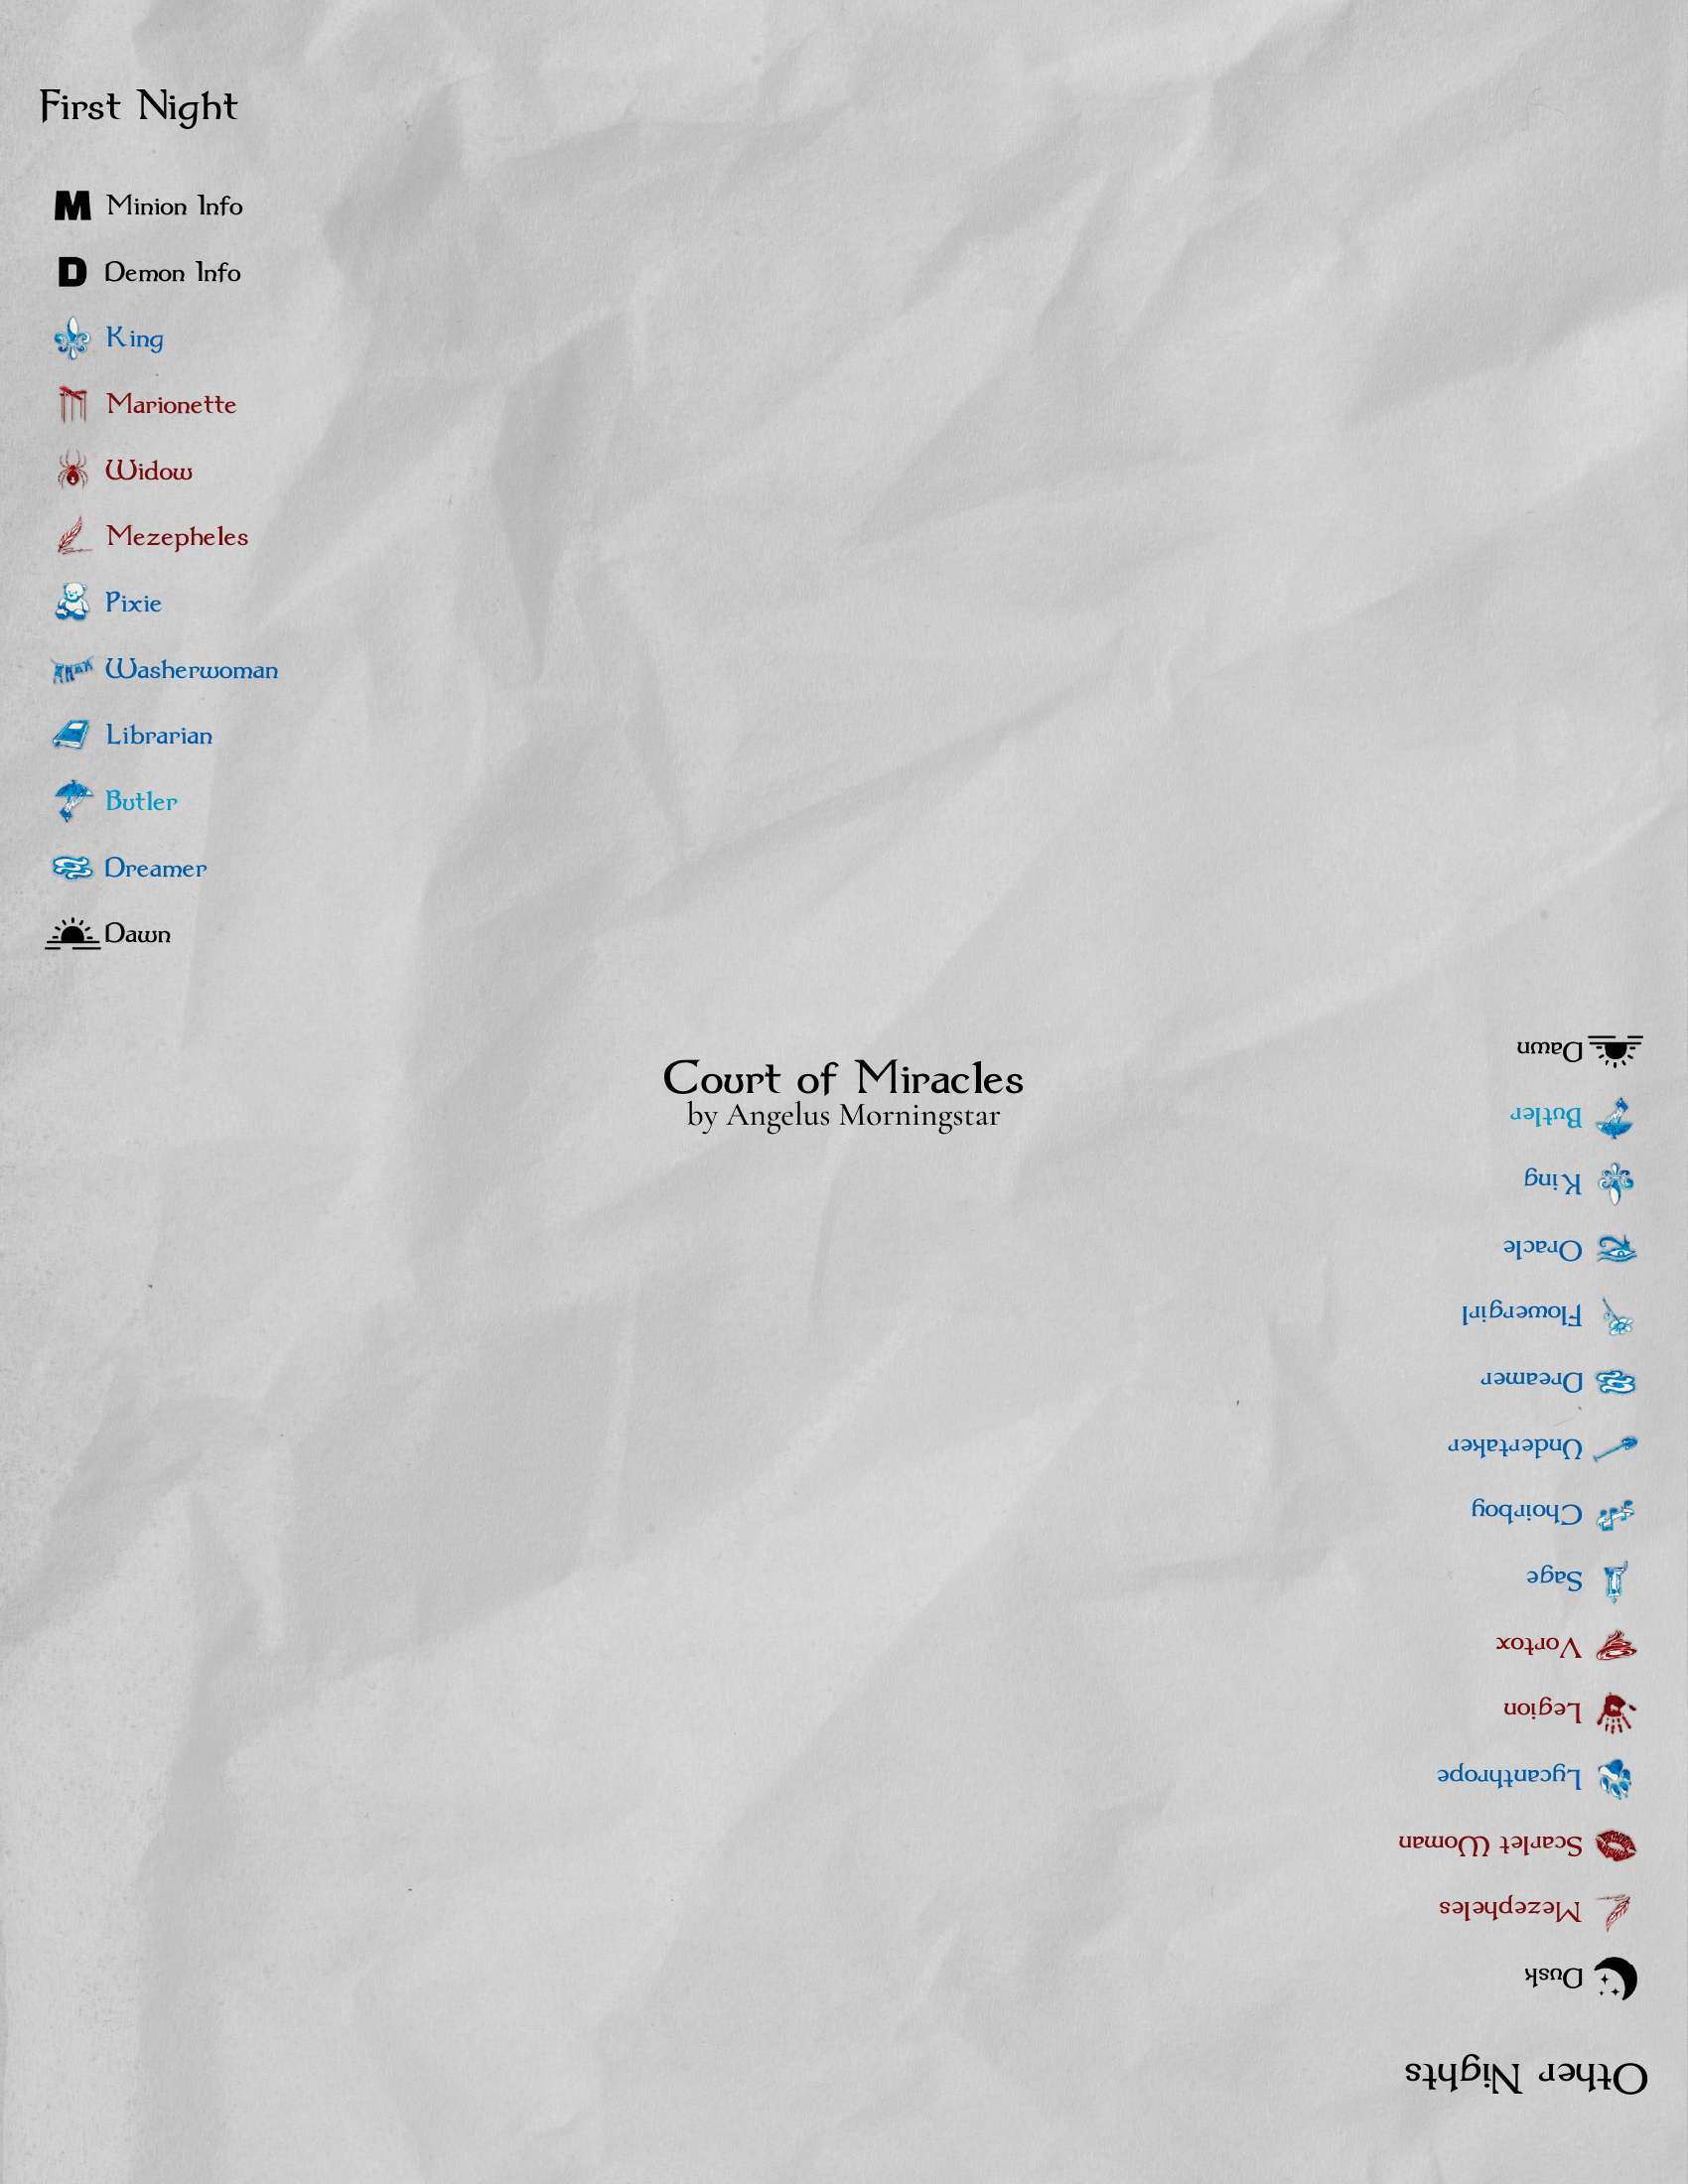 First Night
M Minion Info
D Demon Info
King
Marionette
Widow
Mezepheles
Pixie
Washerwoman
Librarian
Butler
Dreamer
Dawn
Court of Miracles
by Angelus Morningstar
Other Nights
Dusk
Mezepheles
Scarlet Woman
Lycanthrope
Legion
Vortox
Sage
Choirboy
Undertaker
Dreamer
Flowergirl
Oracle
King
Butler
Dawn